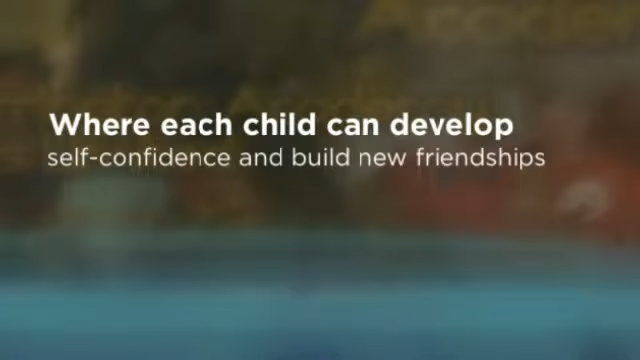 Where each child can develop
self-confidence and build new friendships